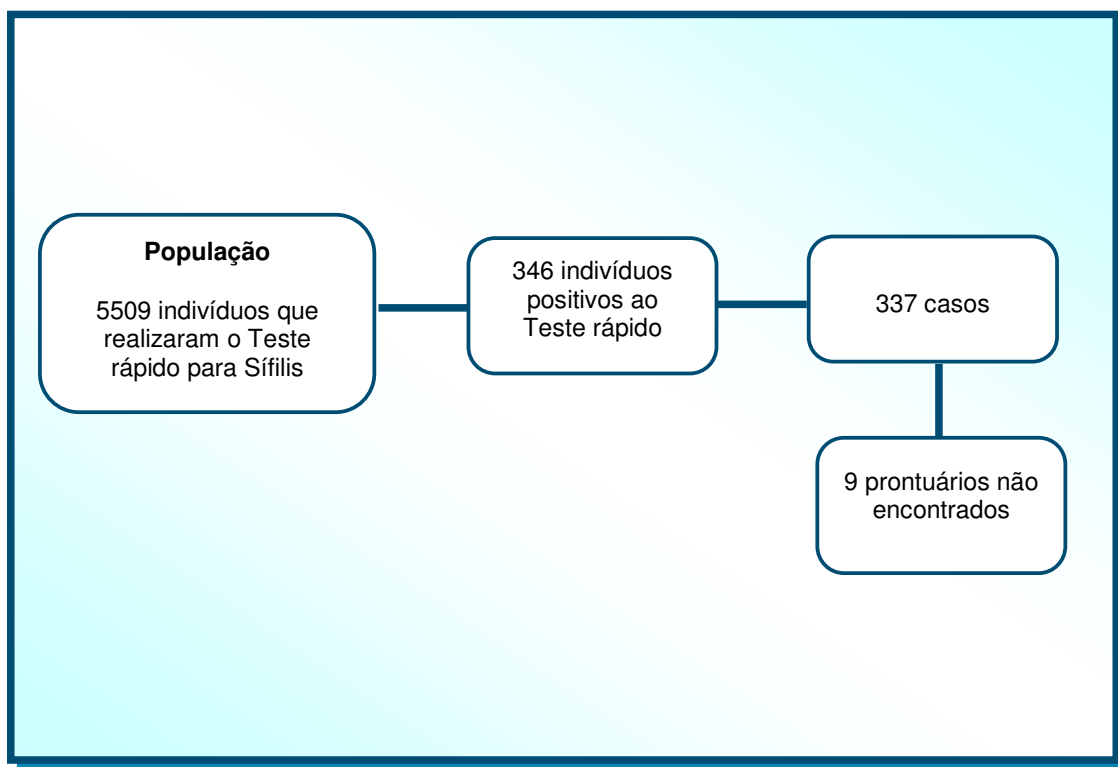 População
5509 indivíduos que
realizaram o Teste
rápido para Sífilis
346 indivíduos
positivos ao
Teste rápido
337 casos
9 prontuários não
encontrados